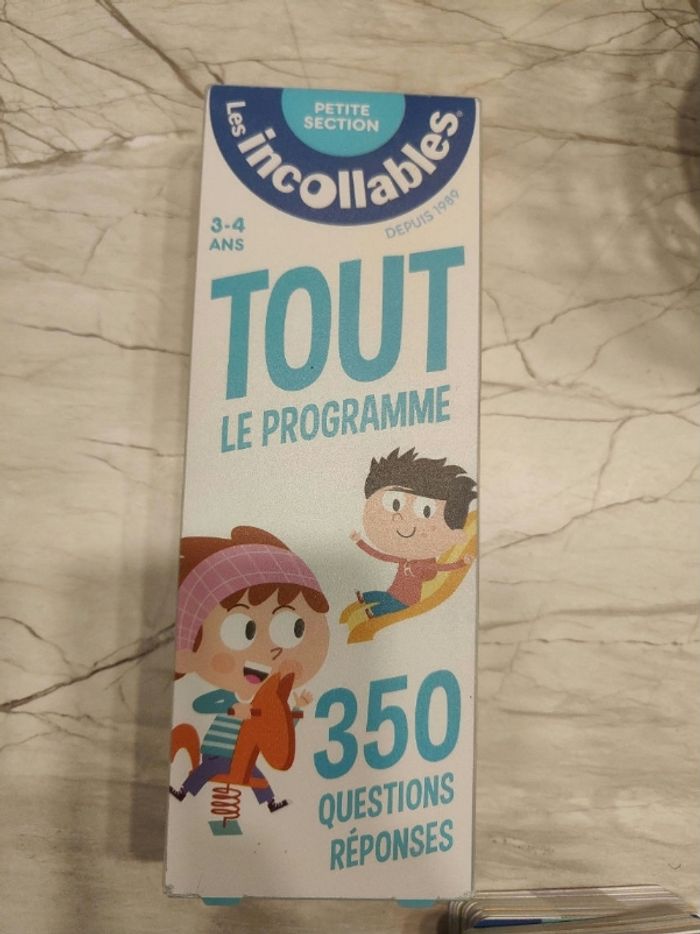 PETITE
SECTION
Les incollables®
DEPUIS 1989
3-4
ANS
TOUT
LE PROGRAMME
350
QUESTIONS
RÉPONSES